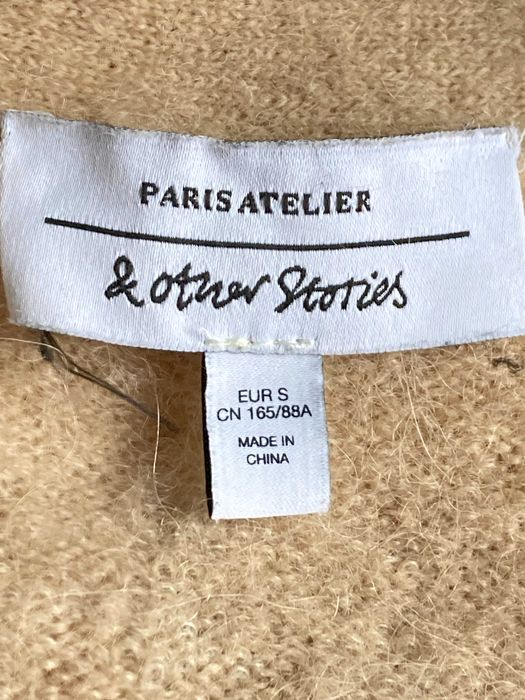 PARIS ATELIER
& other Stories
EUR S
CN 165/88A
MADE IN
CHINA